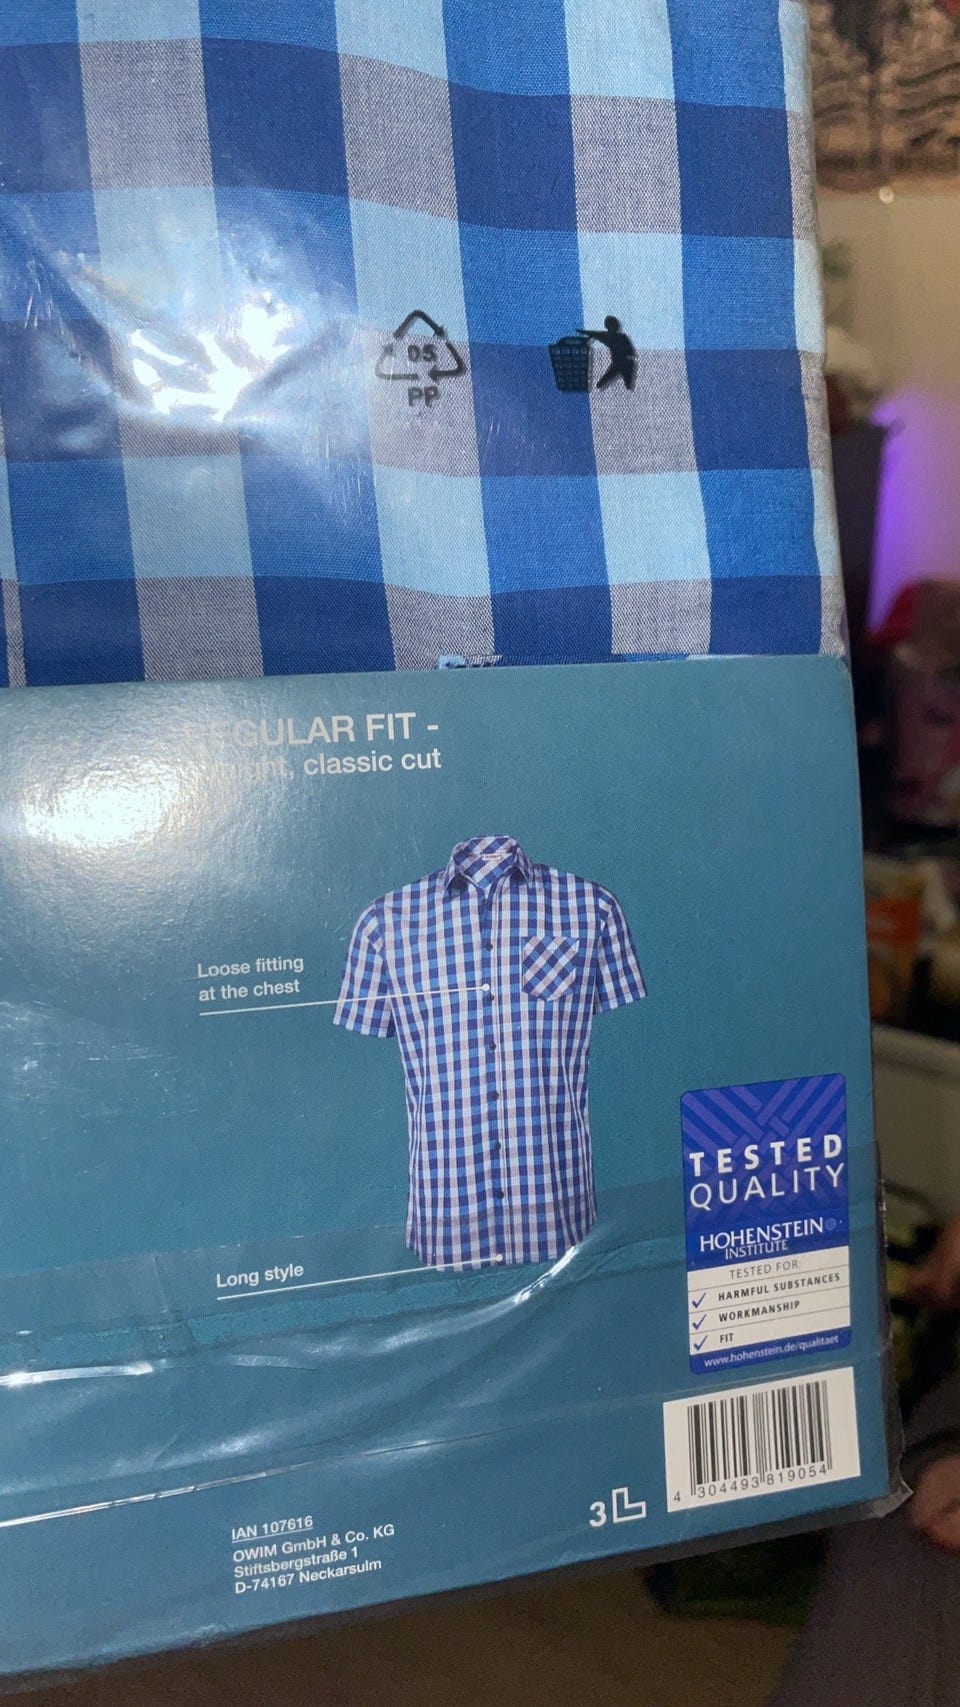 05
PP
REGULAR FIT -
classic cut
Loose fitting
at the chest
Long style
TESTED
QUALITY
HOHENSTEIN
INSTITUTE
TESTED FOR:
HARMFUL SUBSTANCES
WORKMANSHIP
FIT
www.hohenstein.de/qualitaet
4 304493 819054
3
IAN 107616
OWIM GmbH & Co. KG
Stiftsbergstraße 1
D-74167 Neckarsulm